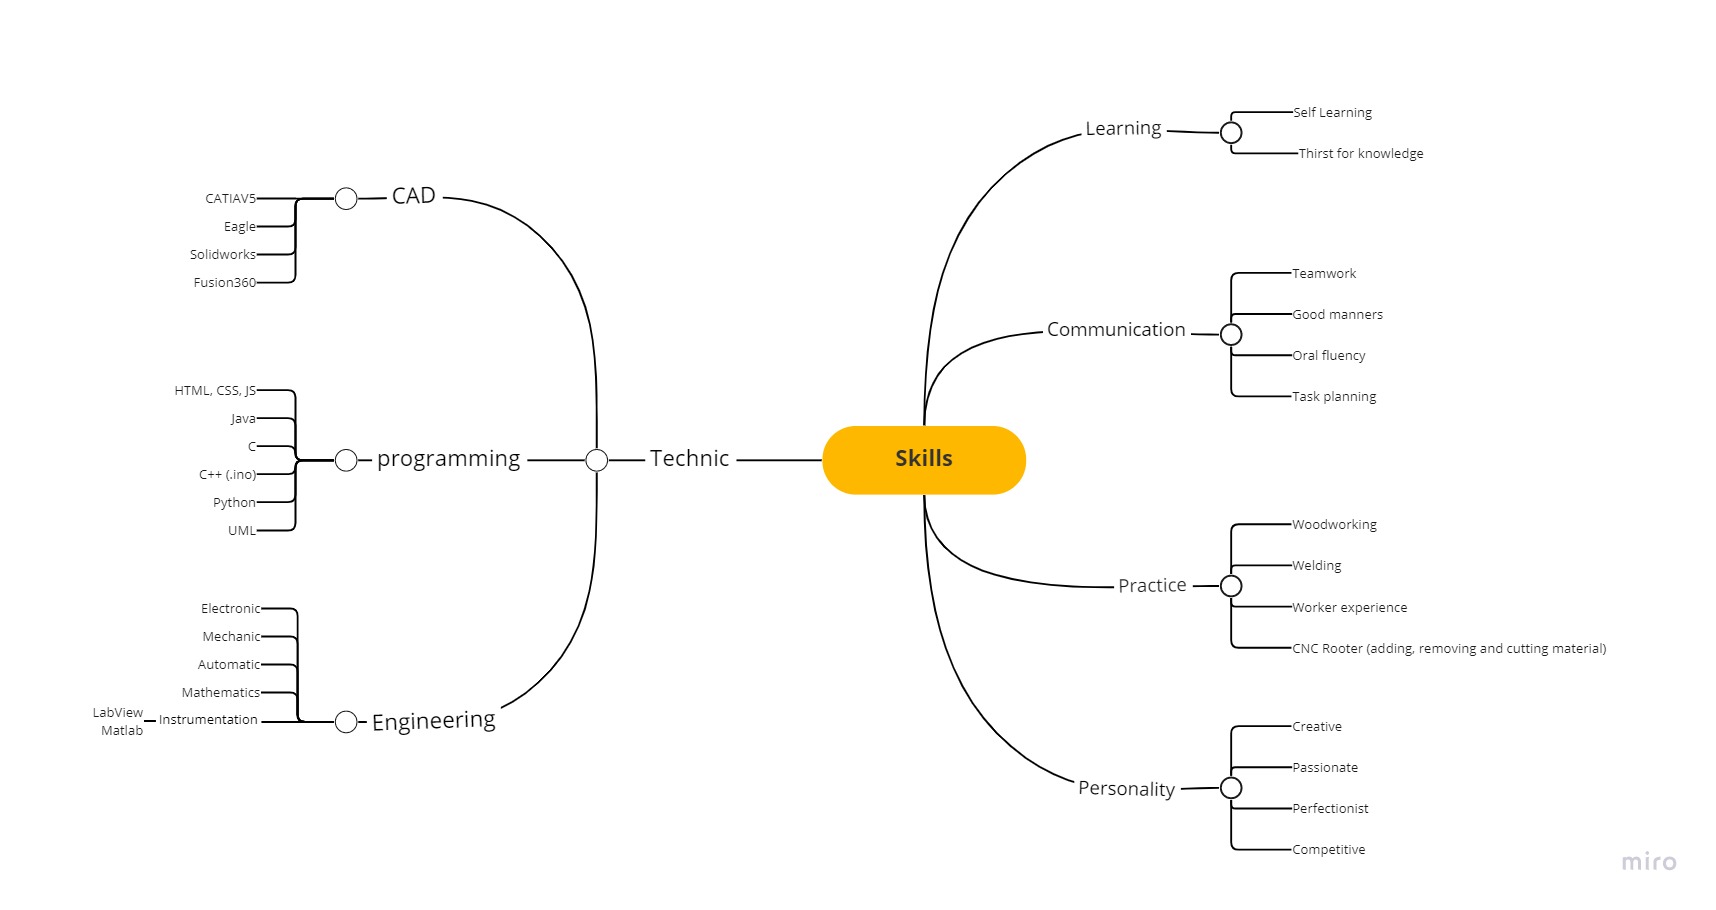 Skills
Technic
CAD
CATIAV5
Eagle
Solidworks
Fusion360
programming
HTML, CSS, JS
Java
C
C++ (.ino)
Python
UML
Engineering
Electronic
Mechanic
Automatic
Mathematics
Instrumentation
LabView
Matlab
Learning
Self Learning
Thirst for knowledge
Communication
Teamwork
Good manners
Oral fluency
Task planning
Practice
Woodworking
Welding
Worker experience
CNC Rooter (adding, removing and cutting material)
Personality
Creative
Passionate
Perfectionist
Competitive
miro